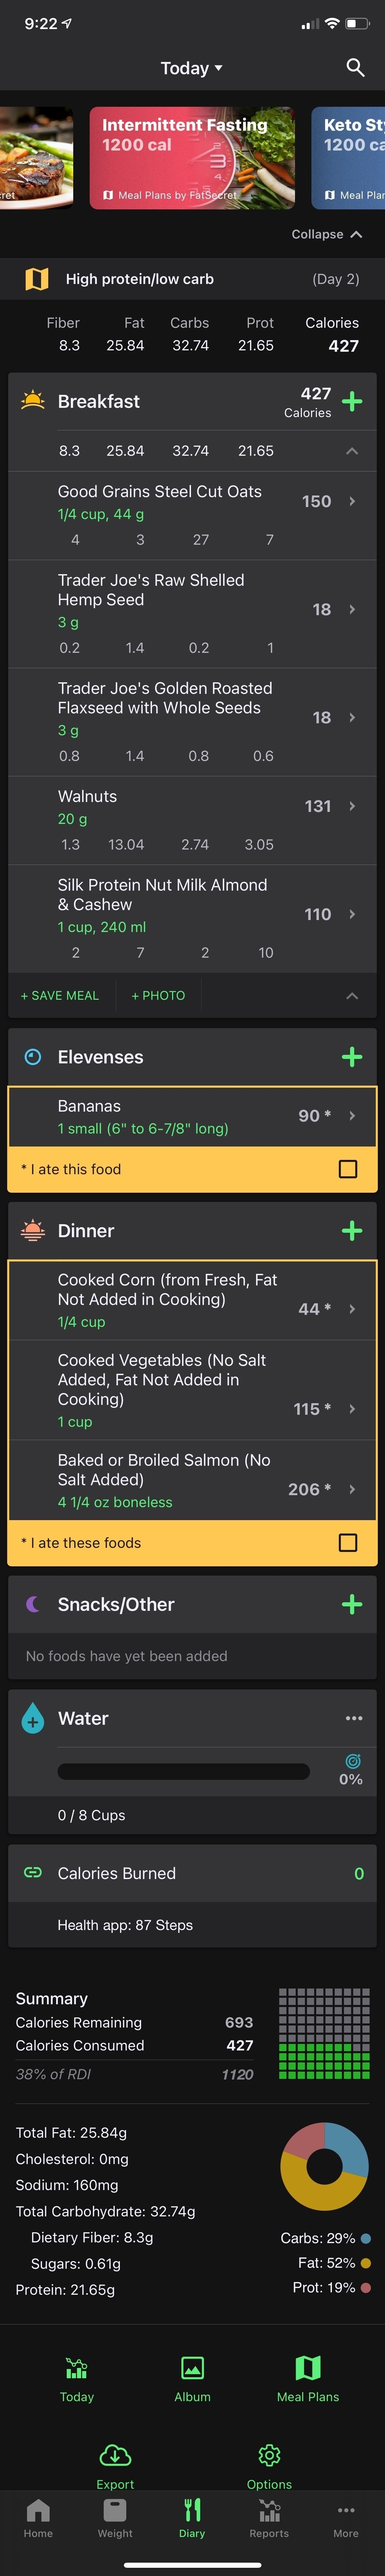 9:22
Today
Intermittent Fasting
1200 cal
Meal Plans by FatSecret
Keto St
1200 ca
Meal Pla
cret
Collapse
High protein/low carb (Day 2)
Fiber Fat Carbs Prot Calories
8.3 25.84 32.74 21.65 427
Breakfast 427
Calories
8.3 25.84 32.74 21.65
Good Grains Steel Cut Oats 150
1/4 cup, 44 g
4 3 27 7
Trader Joe's Raw Shelled
Hemp Seed 18
3 g
0.2 1.4 0.2 1
Trader Joe's Golden Roasted
Flaxseed with Whole Seeds 18
3 g
0.8 1.4 0.8 0.6
Walnuts 131
20 g
1.3 13.04 2.74 3.05
Silk Protein Nut Milk Almond
& Cashew 110
1 cup, 240 ml
2 7 2 10
+ SAVE MEAL + PHOTO
Elevenses
Bananas 90 *
1 small (6" to 6-7/8" long)
* I ate this food
Dinner
Cooked Corn (from Fresh, Fat
Not Added in Cooking) 44 *
1/4 cup
Cooked Vegetables (No Salt
Added, Fat Not Added in
Cooking) 115 *
1 cup
Baked or Broiled Salmon (No
Salt Added) 206 *
4 1/4 oz boneless
* I ate these foods
Snacks/Other
No foods have yet been added
Water
0%
0 / 8 Cups
Calories Burned 0
Health app: 87 Steps
Summary
Calories Remaining 693
Calories Consumed 427
38% of RDI 1120
Total Fat: 25.84g
Cholesterol: 0mg
Sodium: 160mg
Total Carbohydrate: 32.74g
Dietary Fiber: 8.3g
Sugars: 0.61g
Protein: 21.65g
Carbs: 29%
Fat: 52%
Prot: 19%
Today Album Meal Plans
Export Options
Home Weight Diary Reports More